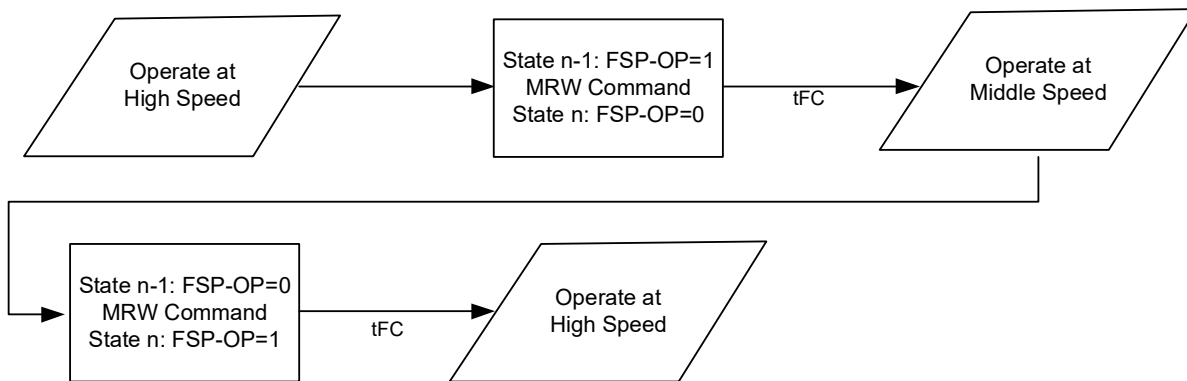 Operate at
High Speed
State n-1: FSP-OP=1
MRW Command
State n: FSP-OP=0
tFC
Operate at
Middle Speed
State n-1: FSP-OP=0
MRW Command
State n: FSP-OP=1
tFC
Operate at
High Speed